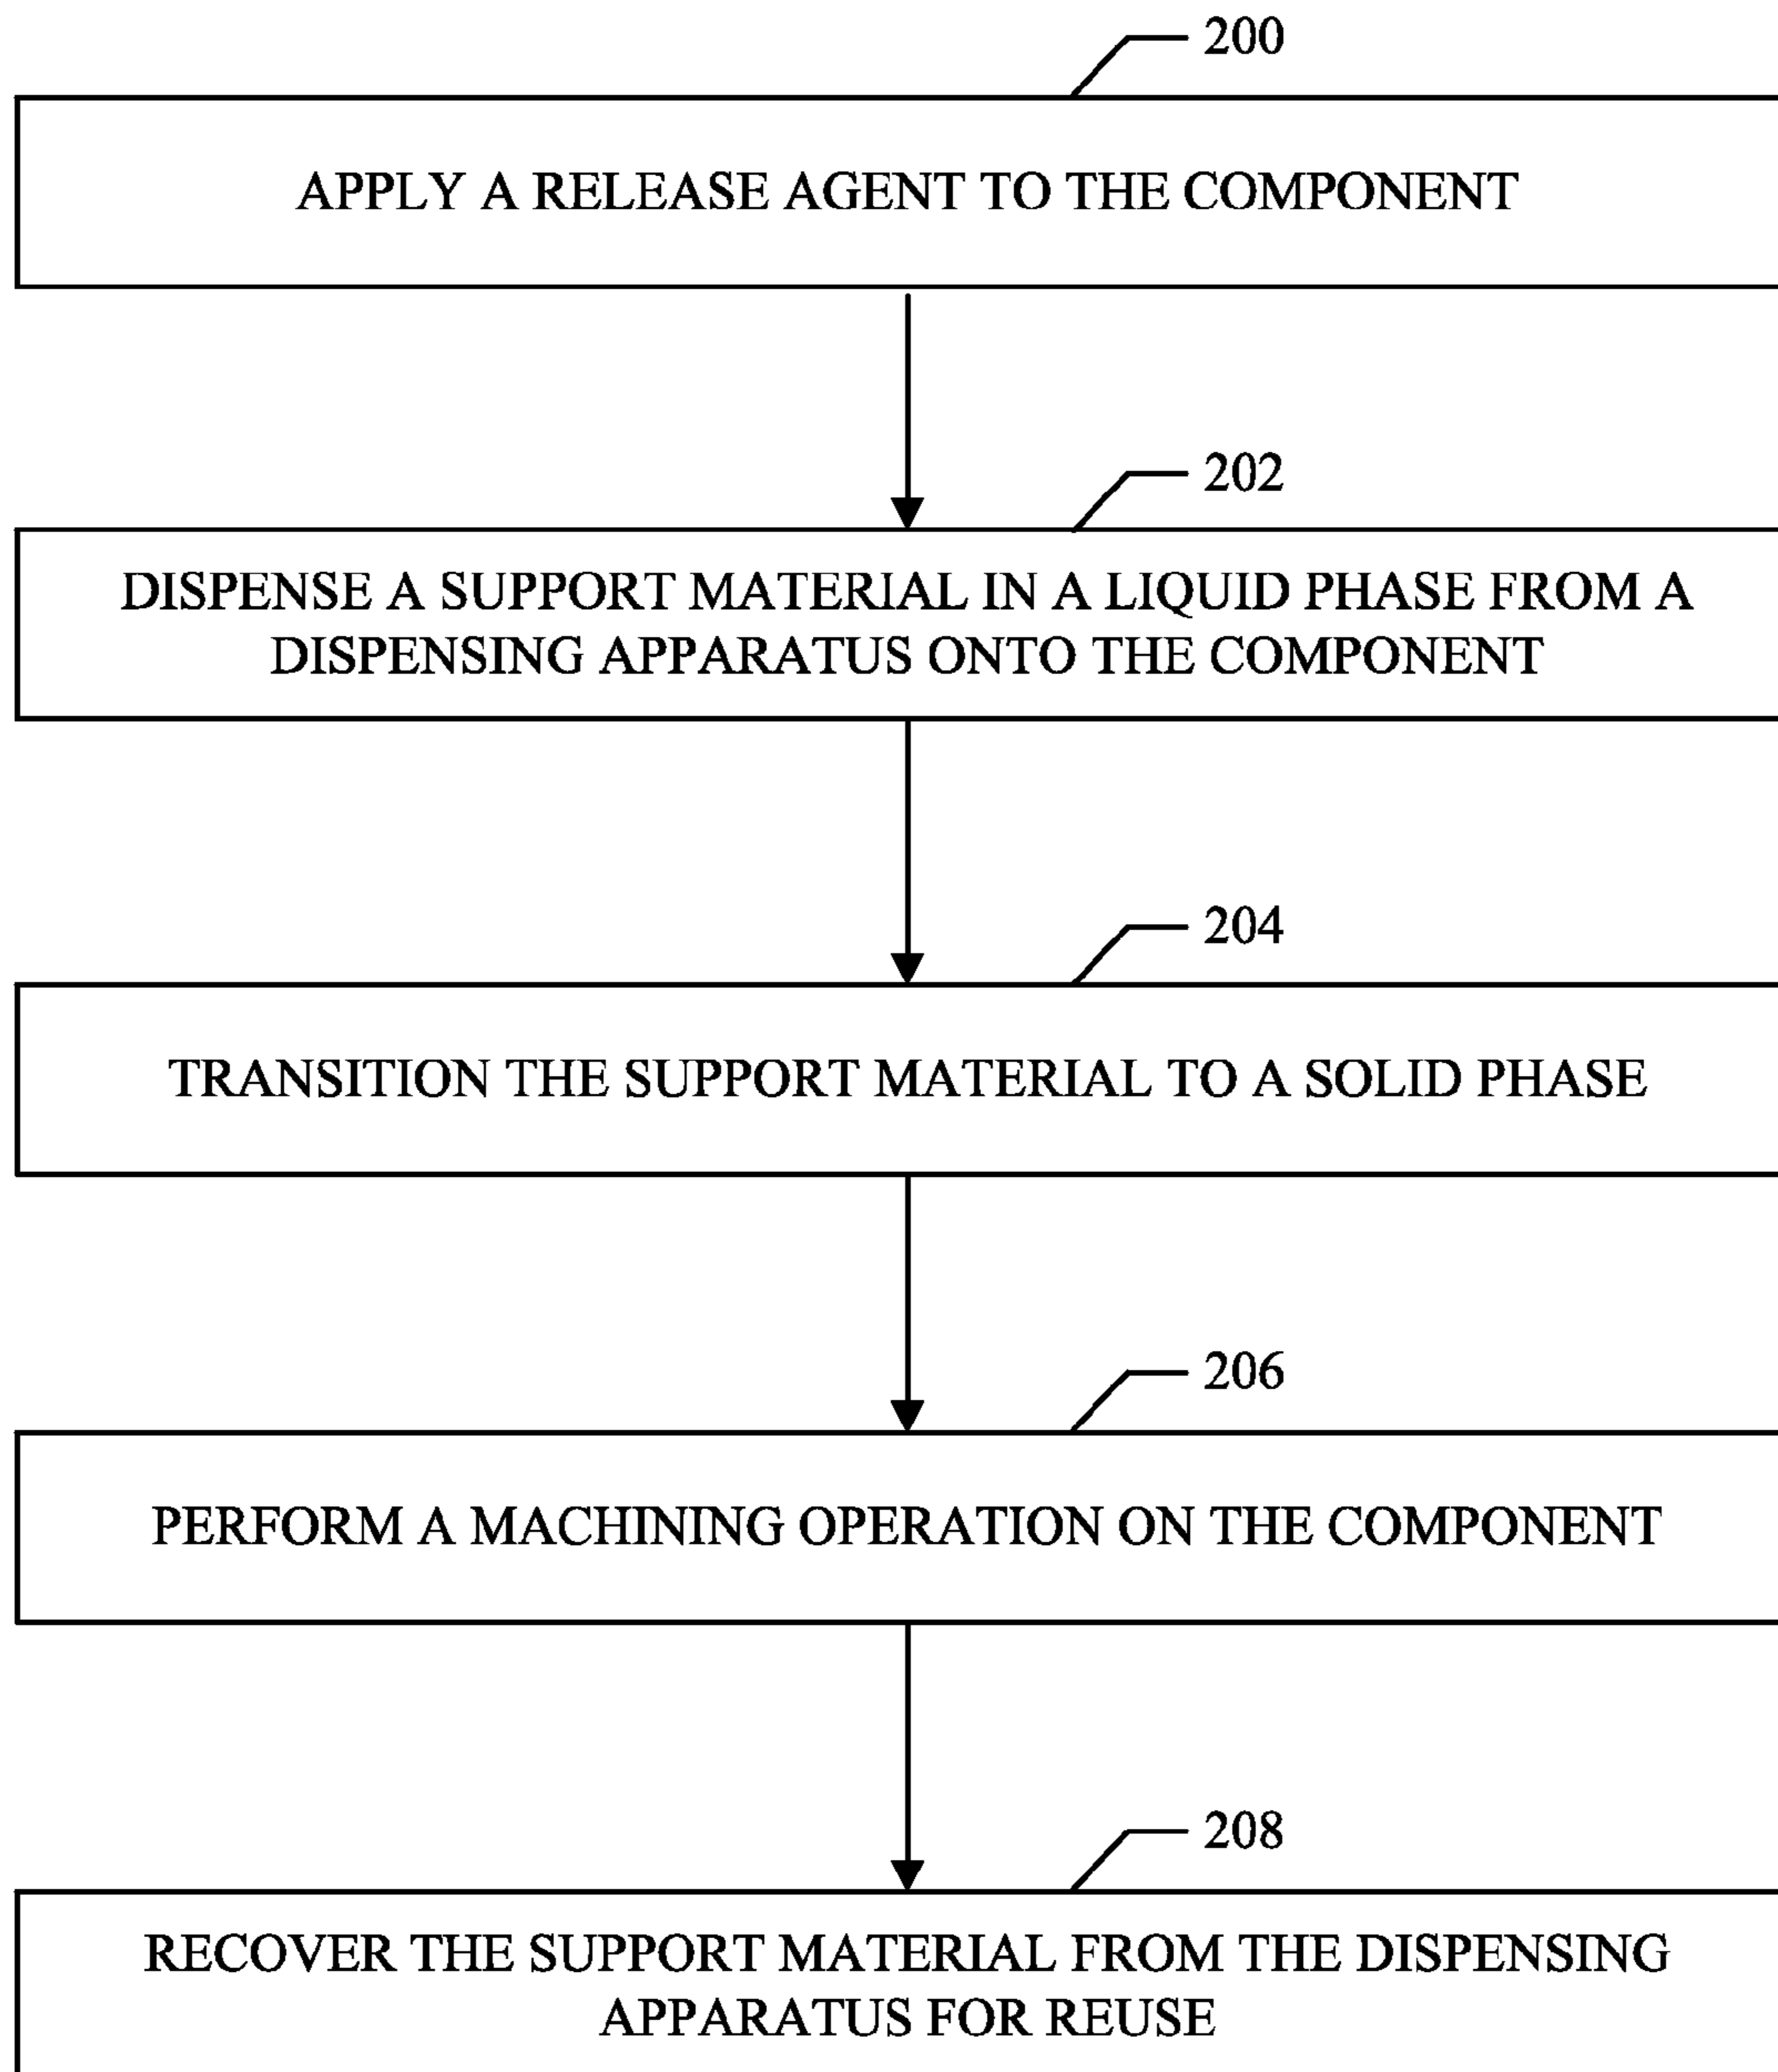 200
APPLY A RELEASE AGENT TO THE COMPONENT
202
DISPENSE A SUPPORT MATERIAL IN A LIQUID PHASE FROM A
DISPENSING APPARATUS ONTO THE COMPONENT
204
TRANSITION THE SUPPORT MATERIAL TO A SOLID PHASE
206
PERFORM A MACHINING OPERATION ON THE COMPONENT
208
RECOVER THE SUPPORT MATERIAL FROM THE DISPENSING
APPARATUS FOR REUSE